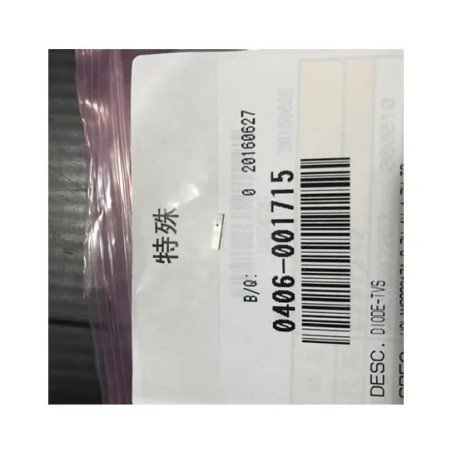 特殊
B/Q: 0 20160627
0406-001715
DESC. DIODE-TVS